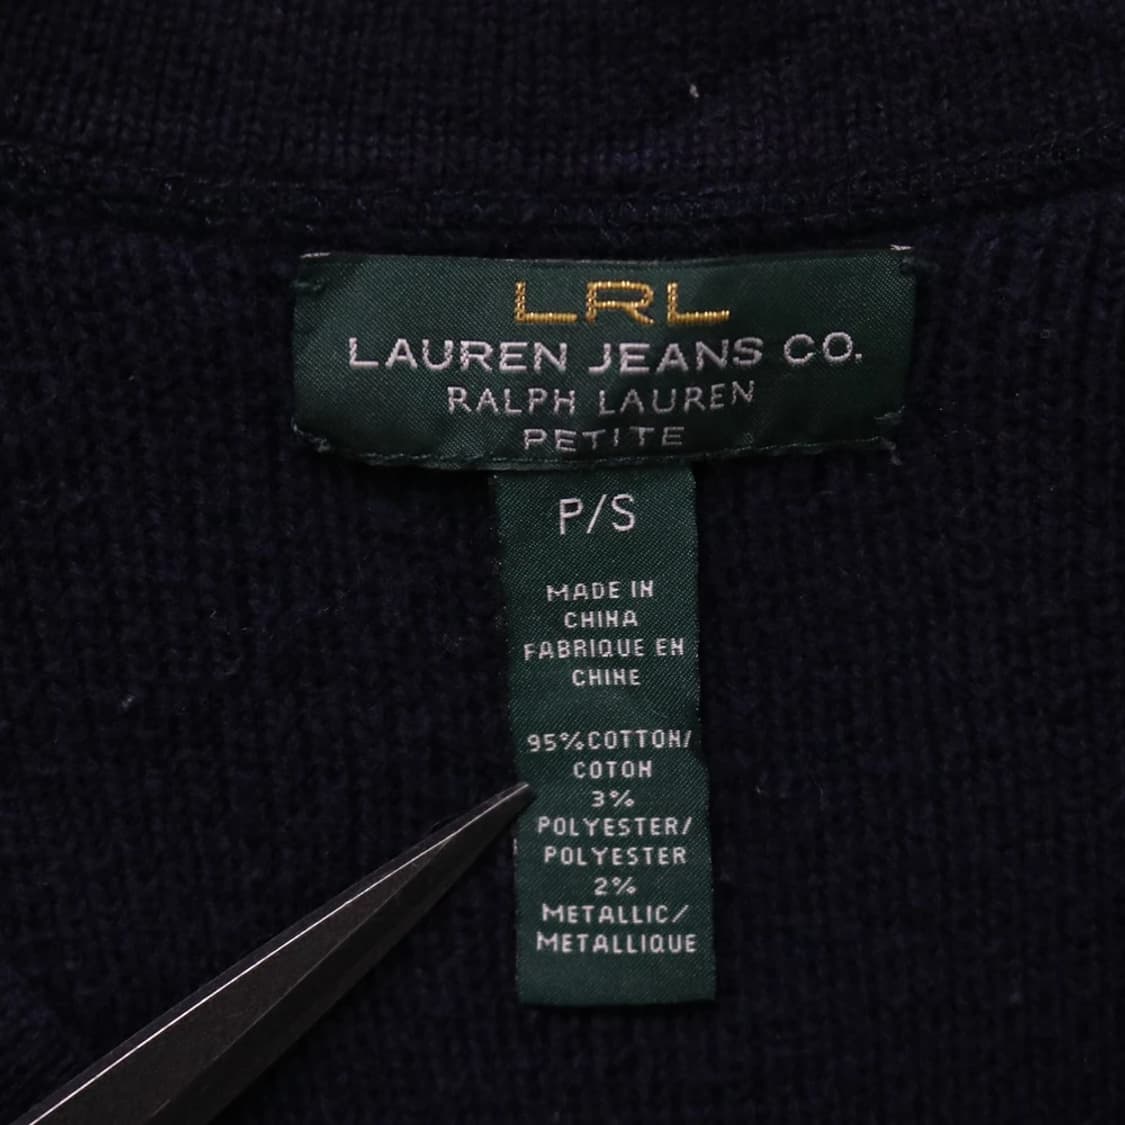 LRL
LAUREN JEANS CO.
RALPH LAUREN
PETITE
P/S
MADE IN
CHINA
FABRIQUE EN
CHINE
95%COTTON/
COTON
3%
POLYESTER/
POLYESTER
2%
METALLIC/
METALLIQUE